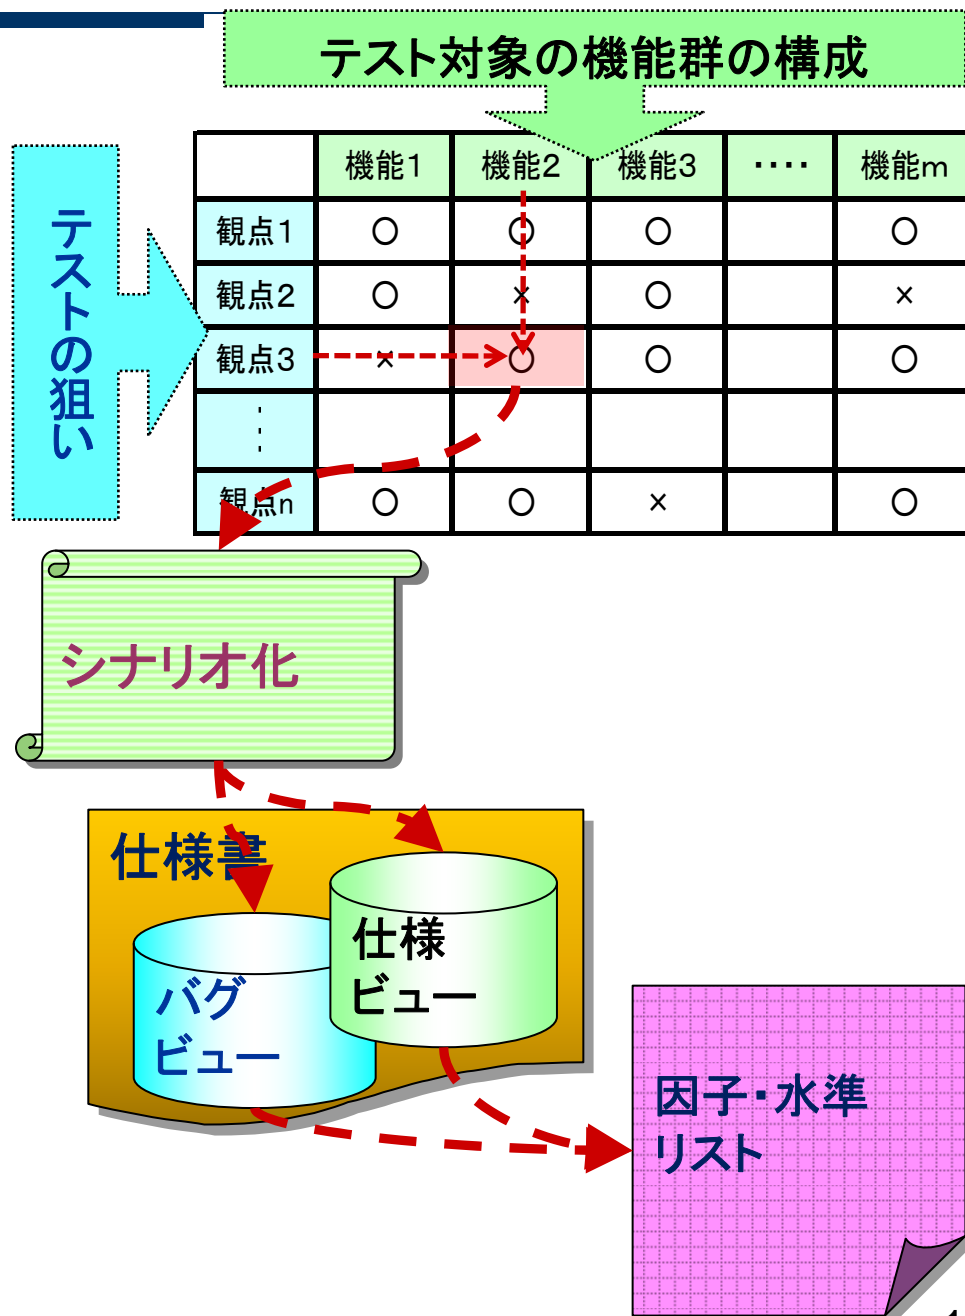 テスト対象の機能群の構成
テストの狙い
機能1 機能2 機能3 ‥‥ 機能m
観点1 ○ ○ ○ ○
観点2 ○ × ○ ×
観点3 × ○ ○ ○
⋮
観点n ○ ○ × ○
シナリオ化
仕様書
仕様
ビュー
バグ
ビュー
因子・水準
リスト